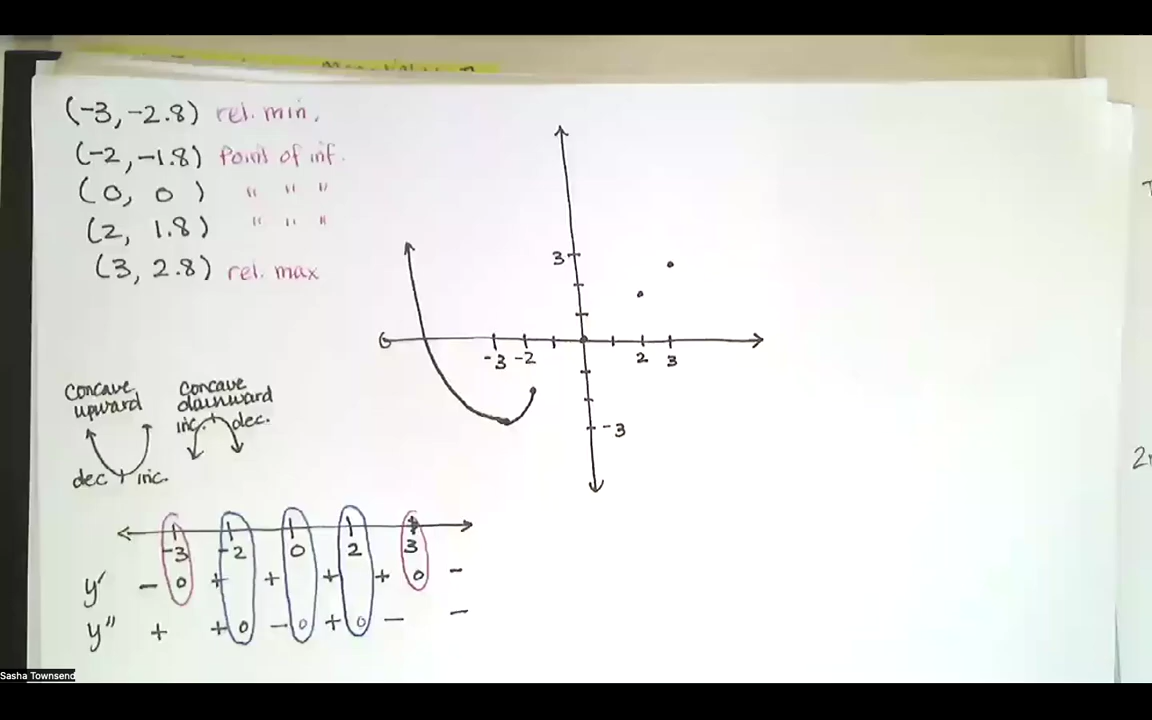 (-3, -2.8) rel. min.
(-2, -1.8) Point of inf.
(0, 0) " " "
(2, 1.8) " " "
(3, 2.8) rel. max
3
-3 -2 2 3
-3
Concave
upward
dec + inc.
Concave
downward
inc. + dec.
-3 -2 0 2 3
y' - 0 + + + + 0 -
y" + + 0 - 0 + 0 - -
Sasha Townsend